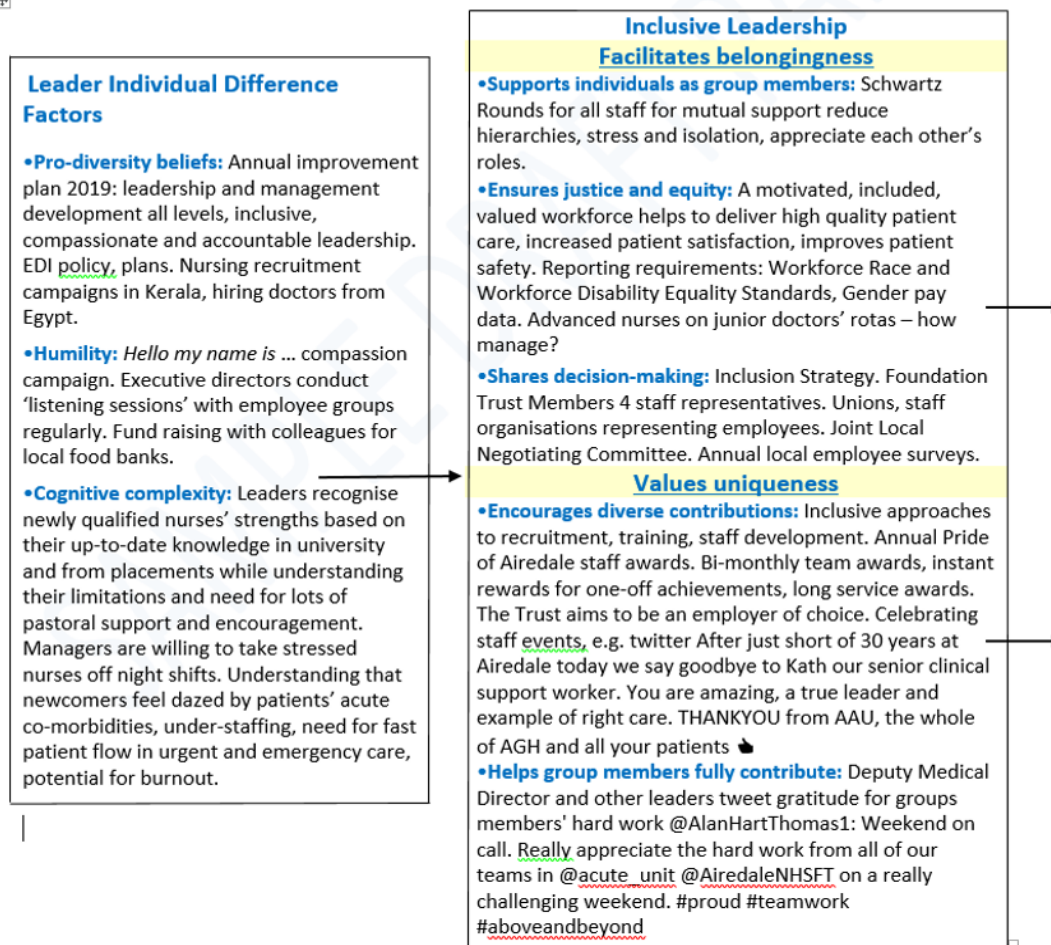 Leader Individual Difference
Factors
•Pro-diversity beliefs: Annual improvement
plan 2019: leadership and management
development all levels, inclusive,
compassionate and accountable leadership.
EDI policy, plans. Nursing recruitment
campaigns in Kerala, hiring doctors from
Egypt.
•Humility: Hello my name is ... compassion
campaign. Executive directors conduct
‘listening sessions’ with employee groups
regularly. Fund raising with colleagues for
local food banks.
•Cognitive complexity: Leaders recognise
newly qualified nurses’ strengths based on
their up-to-date knowledge in university
and from placements while understanding
their limitations and need for lots of
pastoral support and encouragement.
Managers are willing to take stressed
nurses off night shifts. Understanding that
newcomers feel dazed by patients’ acute
co-morbidities, under-staffing, need for fast
patient flow in urgent and emergency care,
potential for burnout.
Inclusive Leadership
Facilitates belongingness
•Supports individuals as group members: Schwartz
Rounds for all staff for mutual support reduce
hierarchies, stress and isolation, appreciate each other’s
roles.
•Ensures justice and equity: A motivated, included,
valued workforce helps to deliver high quality patient
care, increased patient satisfaction, improves patient
safety. Reporting requirements: Workforce Race and
Workforce Disability Equality Standards, Gender pay
data. Advanced nurses on junior doctors’ rotas – how
manage?
•Shares decision-making: Inclusion Strategy. Foundation
Trust Members 4 staff representatives. Unions, staff
organisations representing employees. Joint Local
Negotiating Committee. Annual local employee surveys.
Values uniqueness
•Encourages diverse contributions: Inclusive approaches
to recruitment, training, staff development. Annual Pride
of Airedale staff awards. Bi-monthly team awards, instant
rewards for one-off achievements, long service awards.
The Trust aims to be an employer of choice. Celebrating
staff events, e.g. twitter After just short of 30 years at
Airedale today we say goodbye to Kath our senior clinical
support worker. You are amazing, a true leader and
example of right care. THANKYOU from AAU, the whole
of AGH and all your patients
•Helps group members fully contribute: Deputy Medical
Director and other leaders tweet gratitude for groups
members' hard work @AlanHartThomas1: Weekend on
call. Really appreciate the hard work from all of our
teams in @acute_unit @AiredaleNHSFT on a really
challenging weekend. #proud #teamwork
#aboveandbeyond